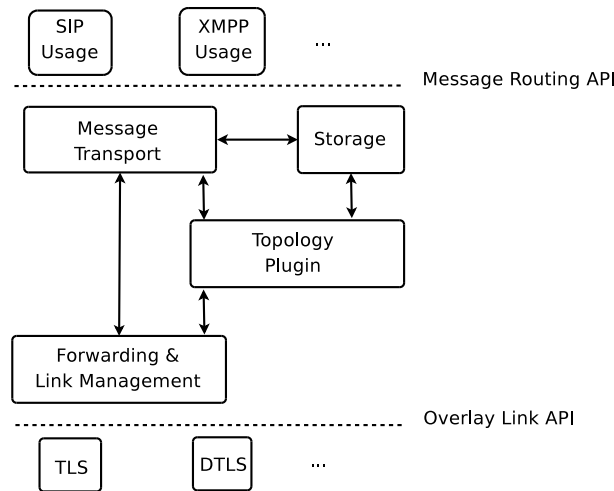 SIP
Usage
XMPP
Usage
...
Message Routing API
Message
Transport
Storage
Topology
Plugin
Forwarding &
Link Management
Overlay Link API
TLS
DTLS
...